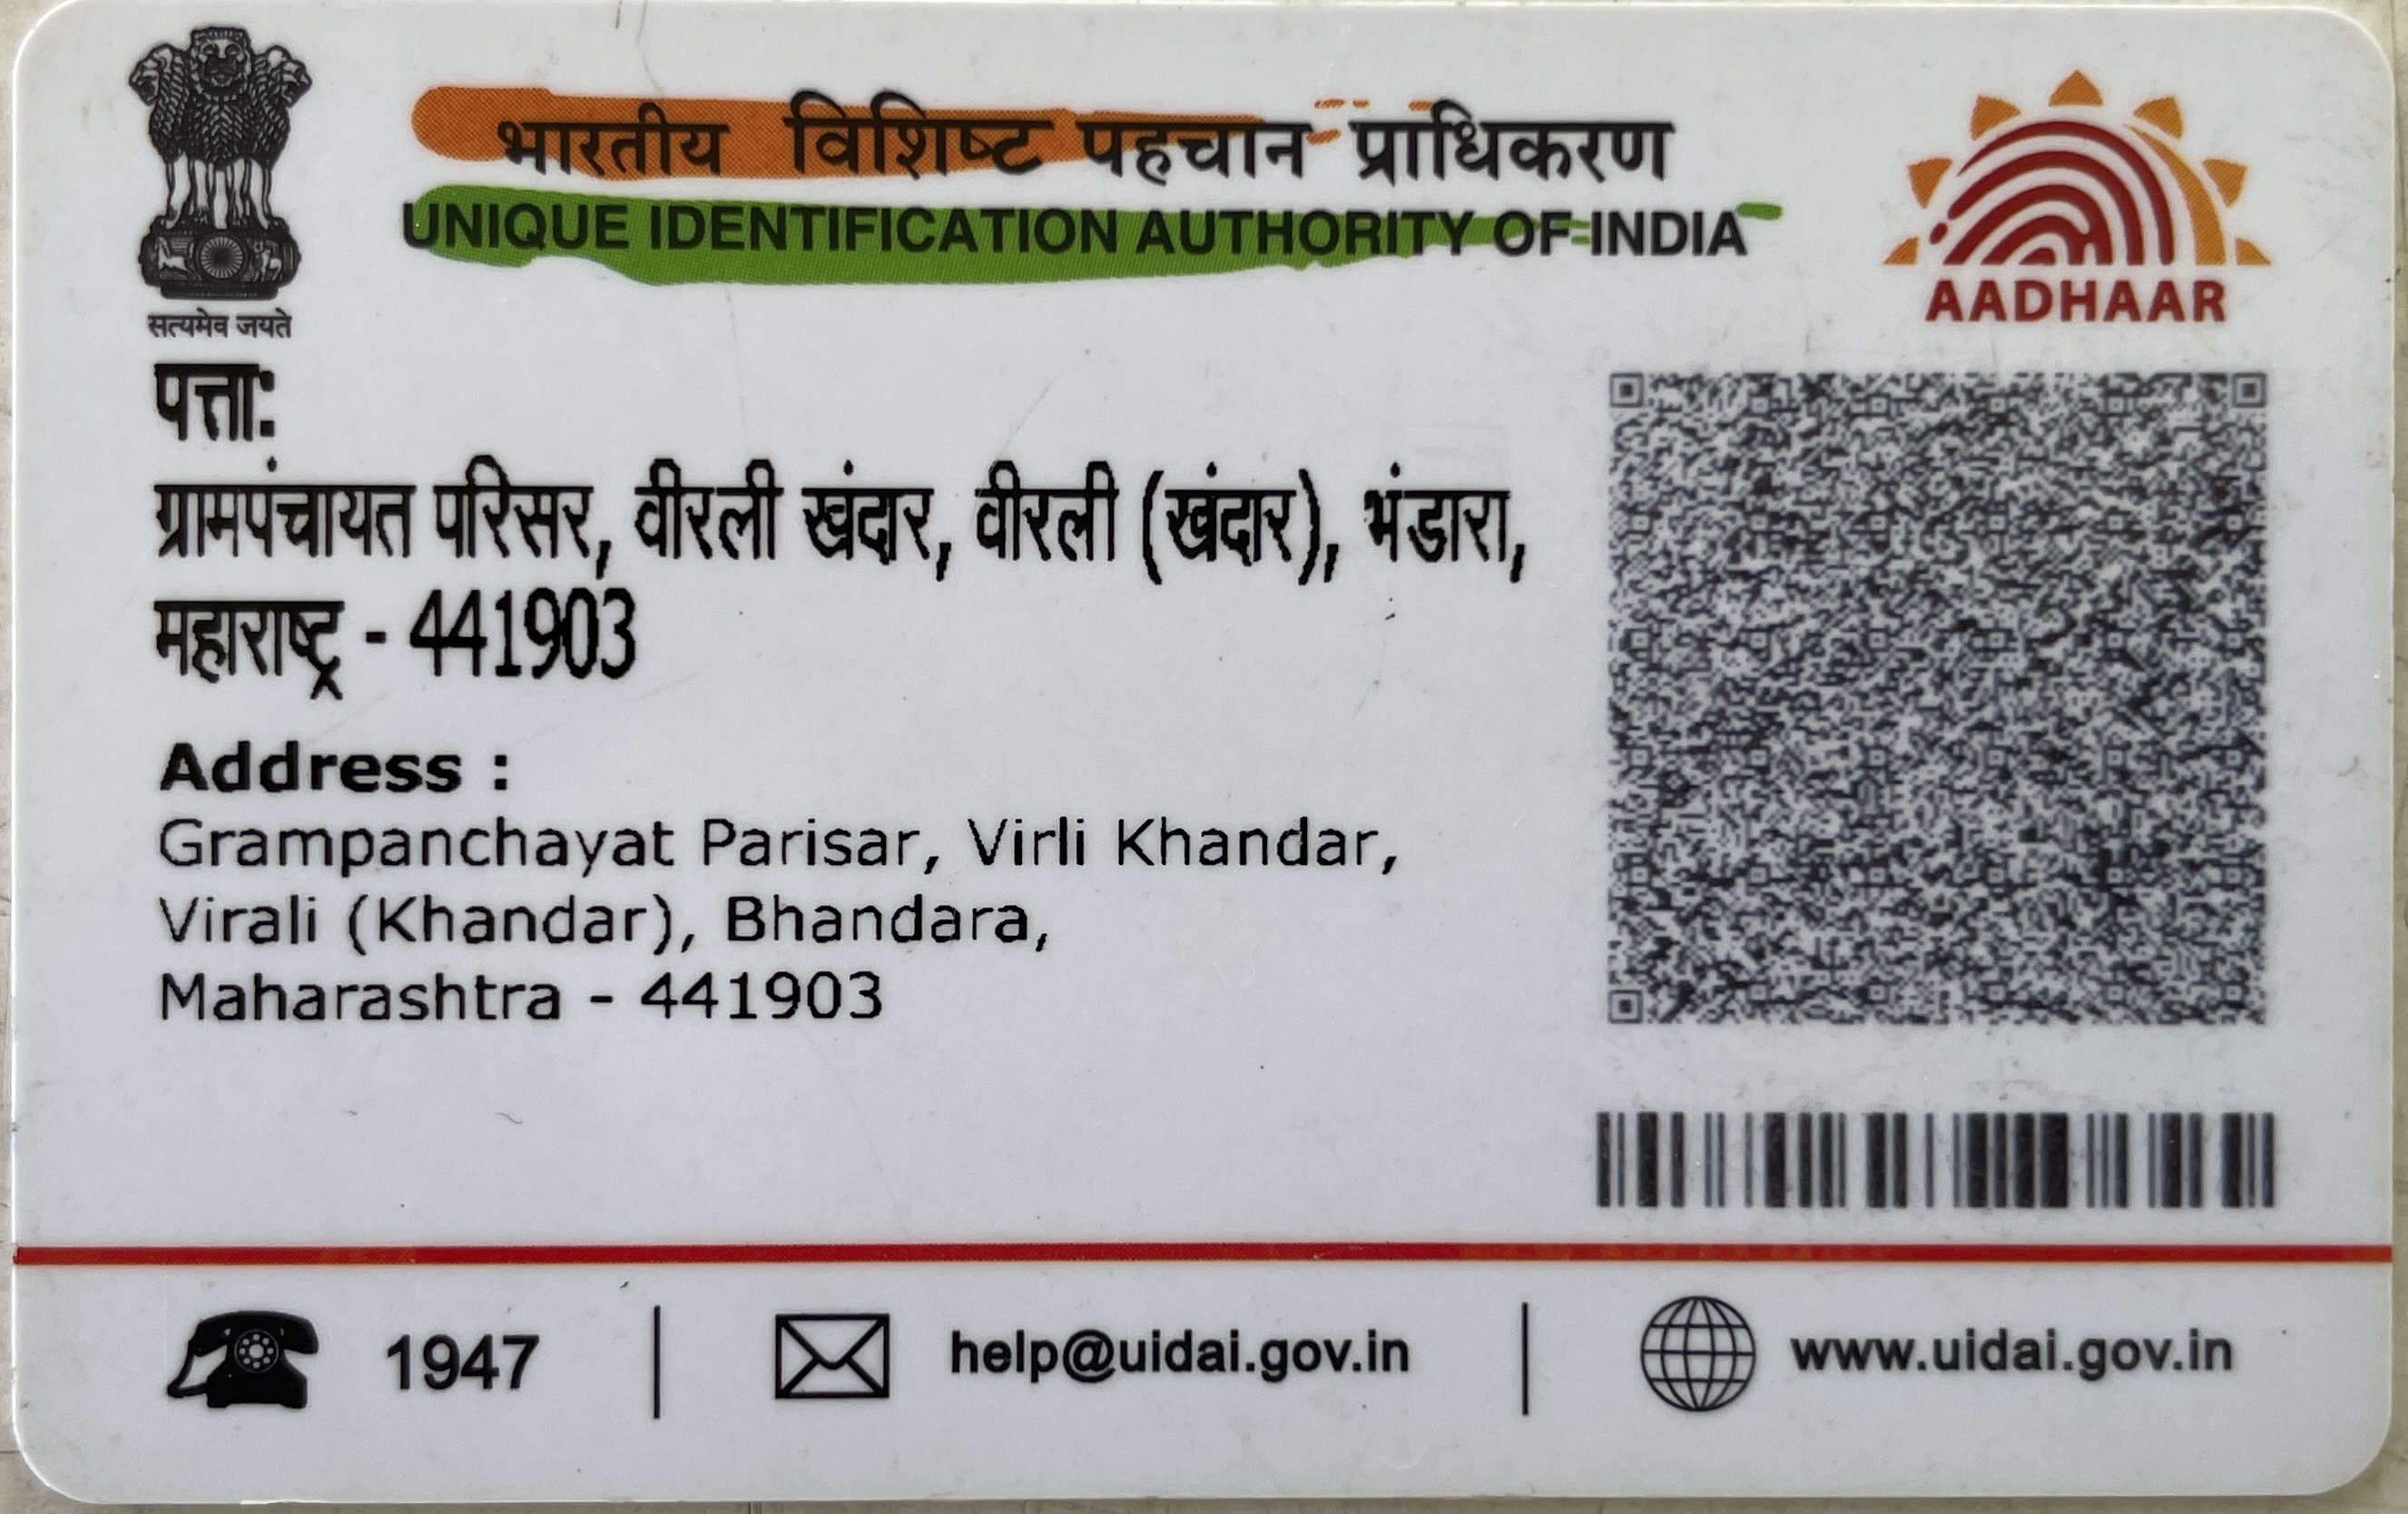 भारतीय विशिष्ट पहचान प्राधिकरण
UNIQUE IDENTIFICATION AUTHORITY OF INDIA
AADHAAR
सत्यमेव जयते
पत्ता:
ग्रामपंचायत परिसर, वीरली खंदार, वीरली (खंदार), भंडारा,
महाराष्ट्र - 441903
Address :
Grampanchayat Parisar, Virli Khandar,
Virali (Khandar), Bhandara,
Maharashtra - 441903
1947 | help@uidai.gov.in | www.uidai.gov.in